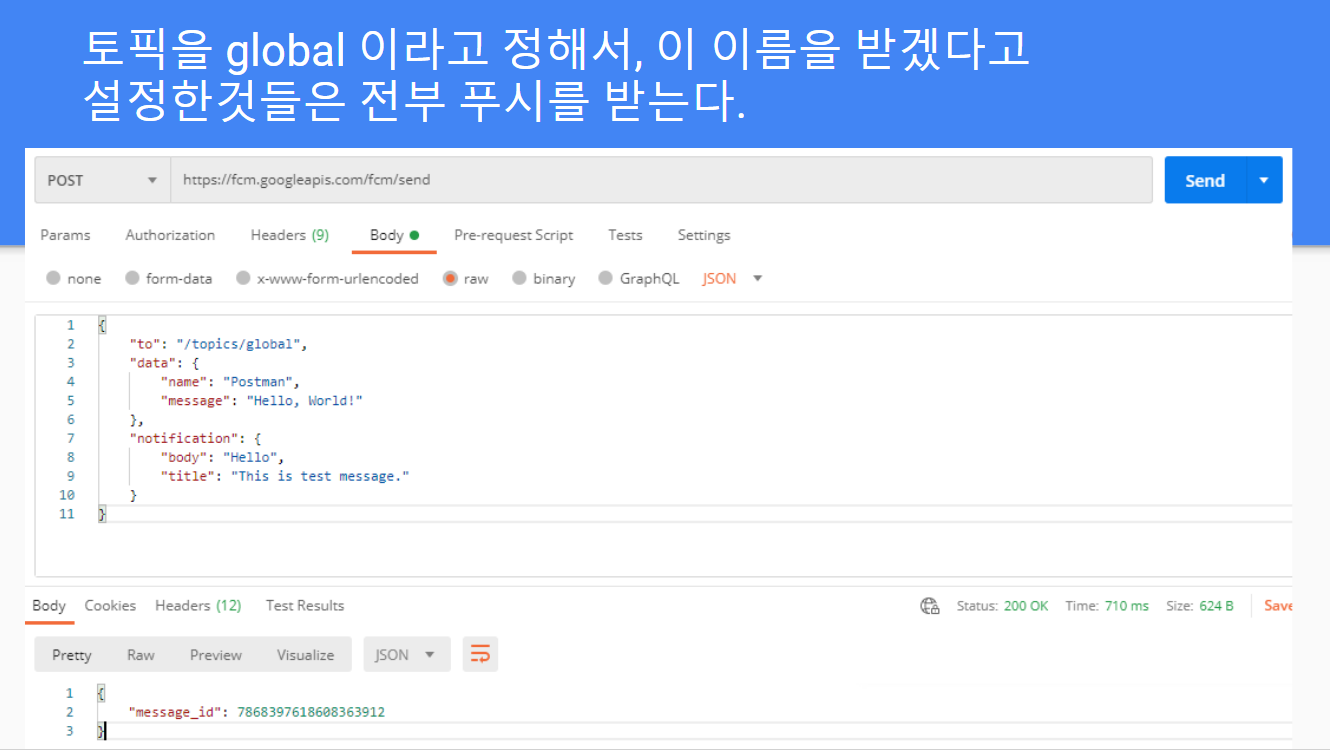 토픽을 global 이라고 정해서, 이 이름을 받겠다고
설정한것들은 전부 푸시를 받는다.
POST https://fcm.googleapis.com/fcm/send Send
Params Authorization Headers (9) Body Pre-request Script Tests Settings
none form-data x-www-form-urlencoded raw binary GraphQL JSON
1 {
2 "to": "/topics/global",
3 "data": {
4 "name": "Postman",
5 "message": "Hello, World!"
6 },
7 "notification": {
8 "body": "Hello",
9 "title": "This is test message."
10 }
11 }
Body Cookies Headers (12) Test Results Status: 200 OK Time: 710 ms Size: 624 B Save
Pretty Raw Preview Visualize JSON
1 {
2 "message_id": 7868397618608363912
3 }